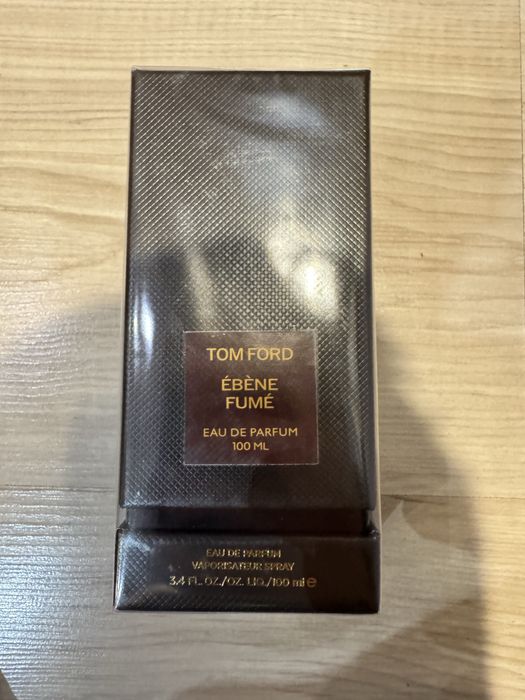 TOM FORD
ÉBÈNE
FUMÉ
EAU DE PARFUM
100 ML
EAU DE PARFUM
VAPORISATEUR SPRAY
3.4 FL. OZ./OZ. LIQ./100 ml ℮